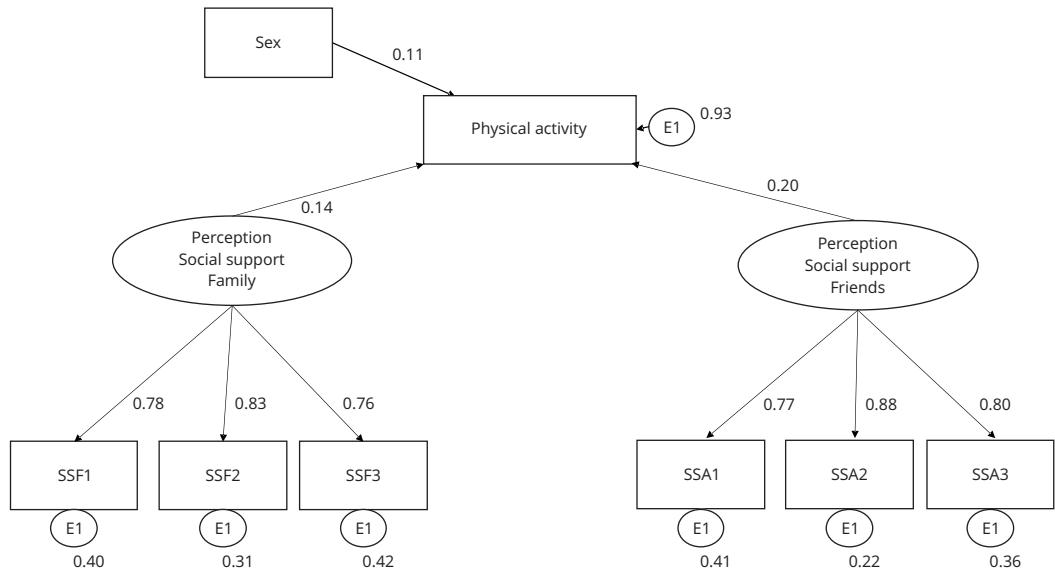 Sex
0.11
Physical activity
E1
0.93
0.14
0.20
Perception
Social support
Family
Perception
Social support
Friends
0.78
0.83
0.76
0.77
0.88
0.80
SSF1
SSF2
SSF3
SSA1
SSA2
SSA3
E1
E1
E1
E1
E1
E1
0.40
0.31
0.42
0.41
0.22
0.36